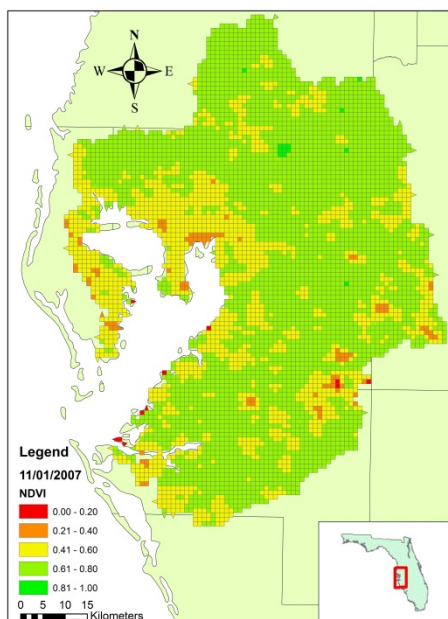 N
W E
S
Legend
11/01/2007
NDVI
0.00 - 0.20
0.21 - 0.40
0.41 - 0.60
0.61 - 0.80
0.81 - 1.00
0 5 10 15
Kilometers